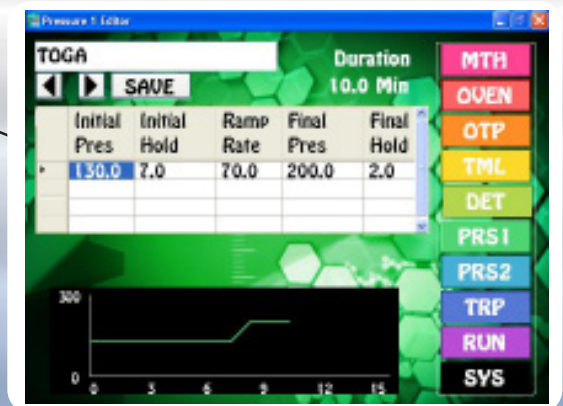 Pressure 1 Editor
TOGA
Duration
10.0 Min
SAVE
Initial Pres Initial Hold Ramp Rate Final Pres Final Hold
130.0 7.0 70.0 200.0 2.0
MTH
OVEN
OTP
TML
DET
PRS1
PRS2
TRP
RUN
SYS
300
0
0 3 6 9 12 15